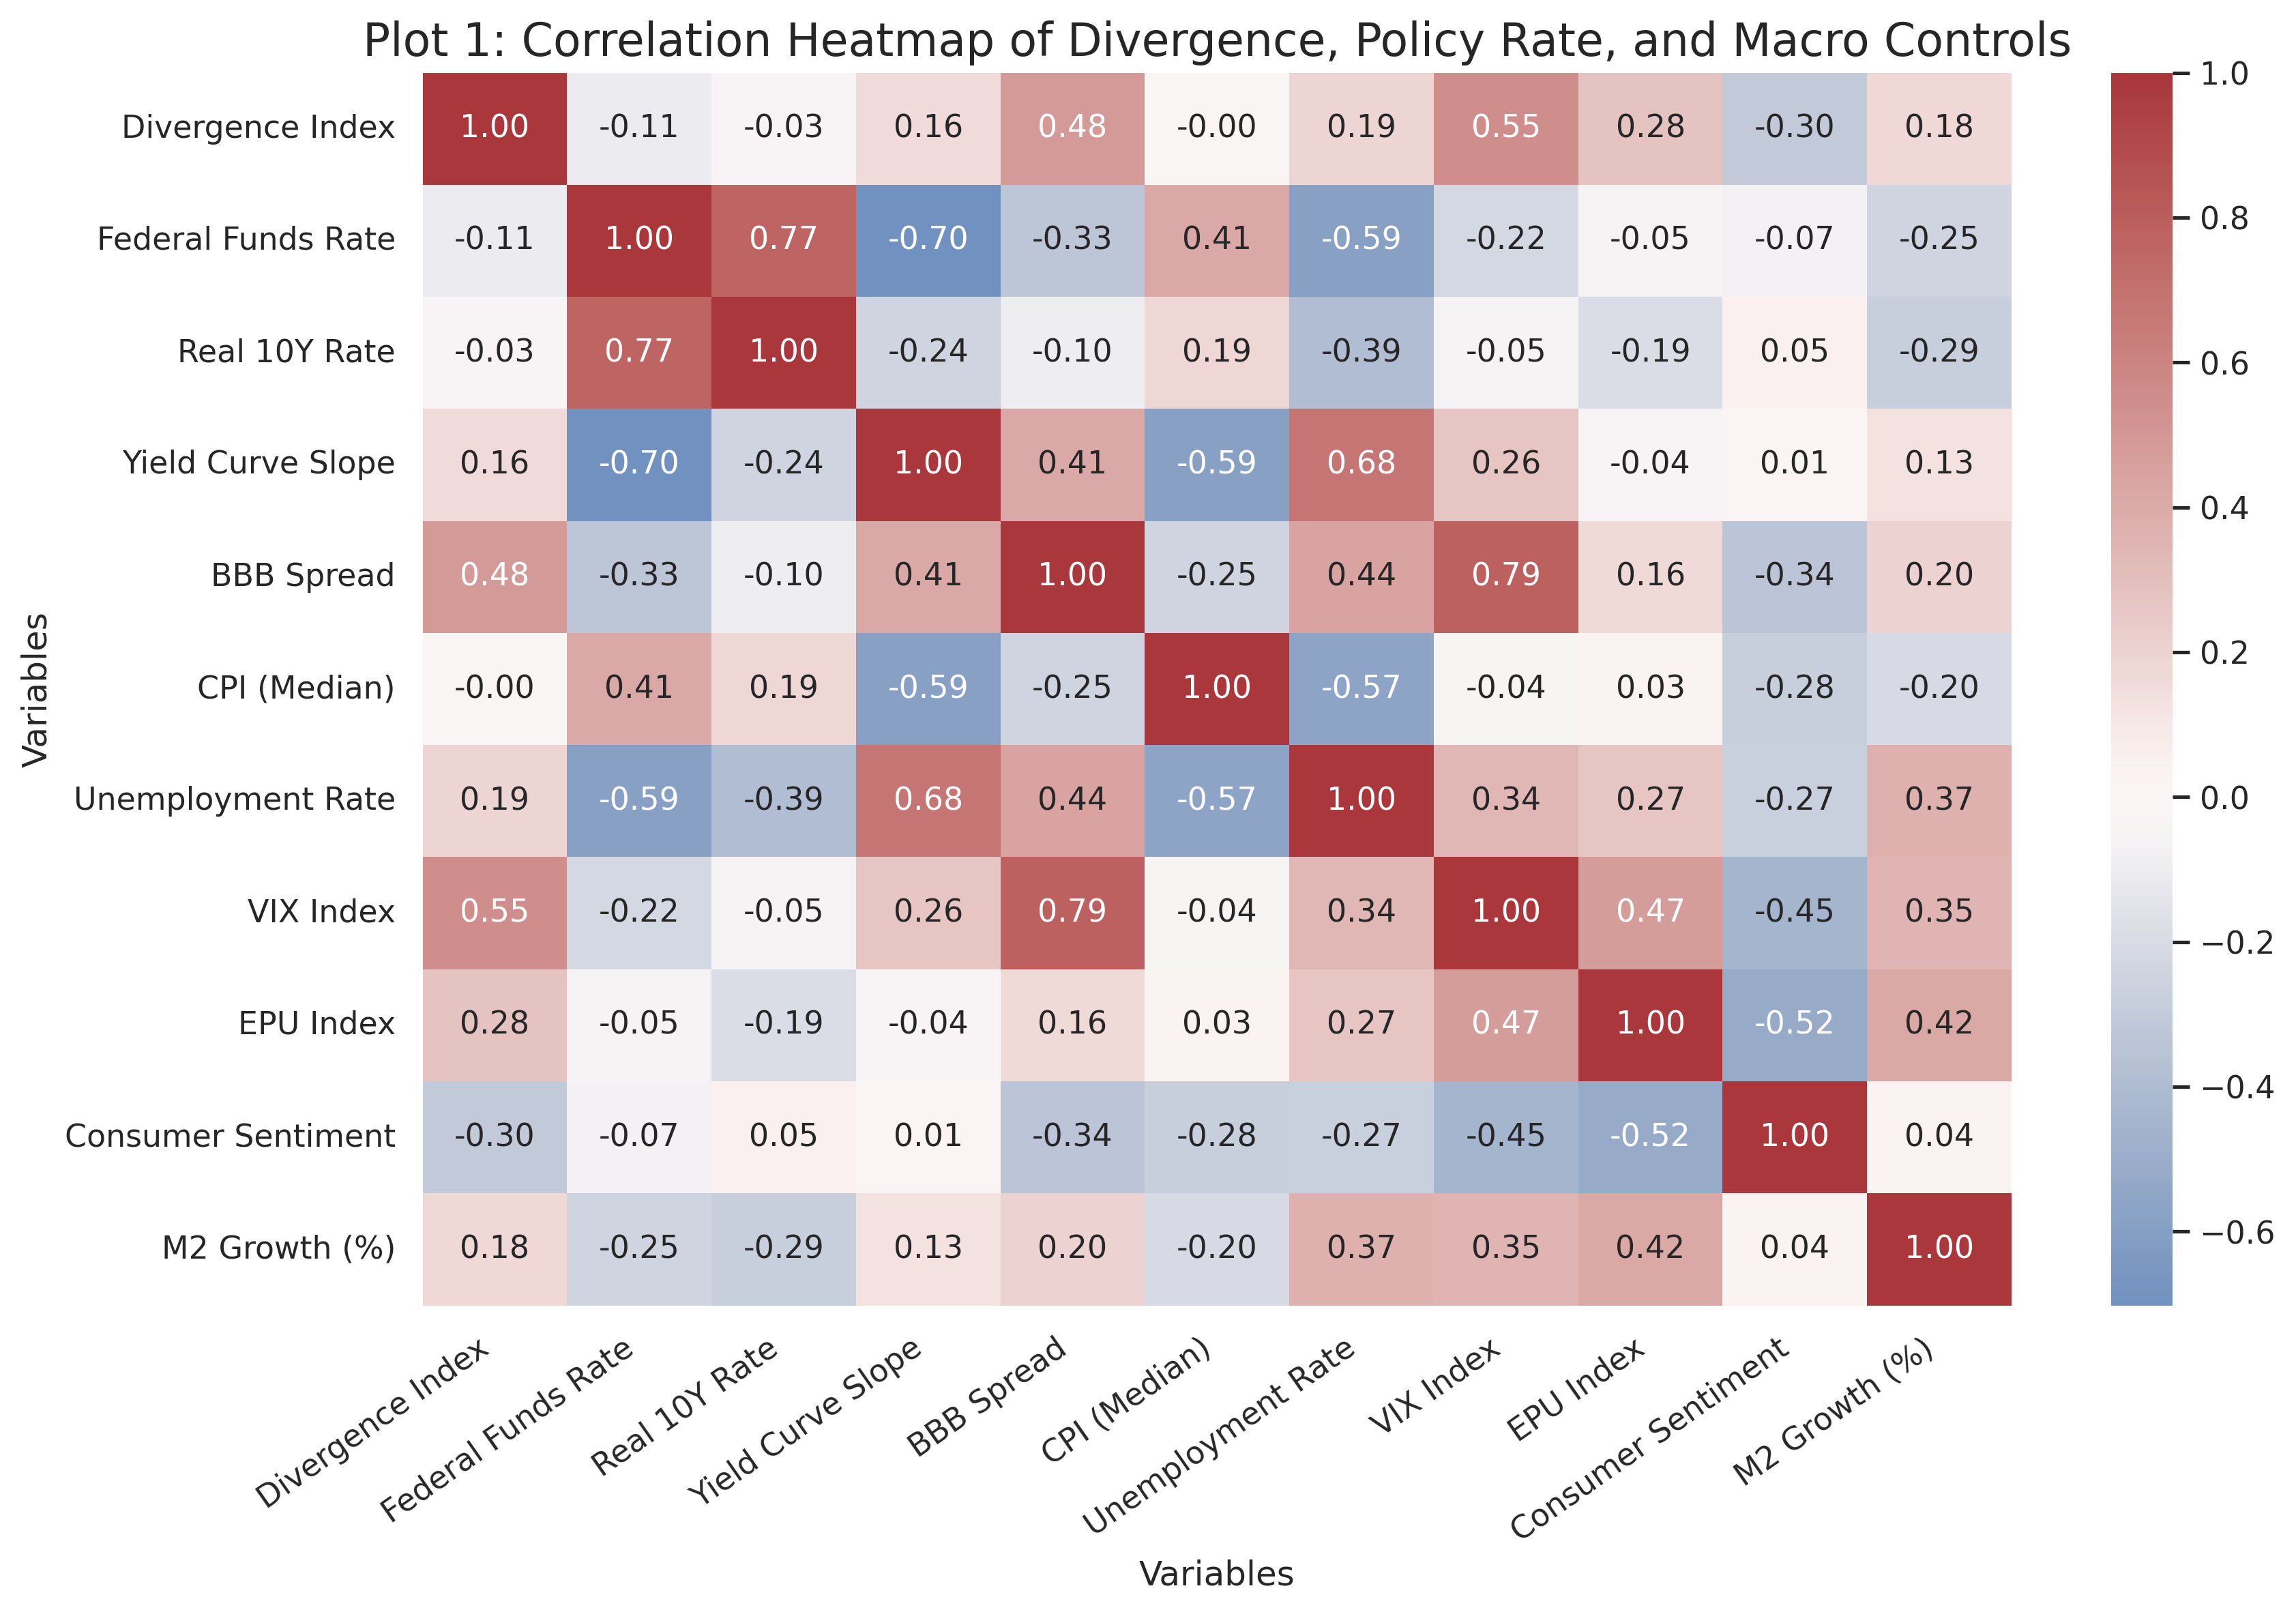 Plot 1: Correlation Heatmap of Divergence, Policy Rate, and Macro Controls
Divergence Index 1.00 -0.11 -0.03 0.16 0.48 -0.00 0.19 0.55 0.28 -0.30 0.18
Federal Funds Rate -0.11 1.00 0.77 -0.70 -0.33 0.41 -0.59 -0.22 -0.05 -0.07 -0.25
Real 10Y Rate -0.03 0.77 1.00 -0.24 -0.10 0.19 -0.39 -0.05 -0.19 0.05 -0.29
Yield Curve Slope 0.16 -0.70 -0.24 1.00 0.41 -0.59 0.68 0.26 -0.04 0.01 0.13
BBB Spread 0.48 -0.33 -0.10 0.41 1.00 -0.25 0.44 0.79 0.16 -0.34 0.20
CPI (Median) -0.00 0.41 0.19 -0.59 -0.25 1.00 -0.57 -0.04 0.03 -0.28 -0.20
Unemployment Rate 0.19 -0.59 -0.39 0.68 0.44 -0.57 1.00 0.34 0.27 -0.27 0.37
VIX Index 0.55 -0.22 -0.05 0.26 0.79 -0.04 0.34 1.00 0.47 -0.45 0.35
EPU Index 0.28 -0.05 -0.19 -0.04 0.16 0.03 0.27 0.47 1.00 -0.52 0.42
Consumer Sentiment -0.30 -0.07 0.05 0.01 -0.34 -0.28 -0.27 -0.45 -0.52 1.00 0.04
M2 Growth (%) 0.18 -0.25 -0.29 0.13 0.20 -0.20 0.37 0.35 0.42 0.04 1.00
Variables
Divergence Index
Federal Funds Rate
Real 10Y Rate
Yield Curve Slope
BBB Spread
CPI (Median)
Unemployment Rate
VIX Index
EPU Index
Consumer Sentiment
M2 Growth (%)
Variables
1.0
0.8
0.6
0.4
0.2
0.0
−0.2
−0.4
−0.6